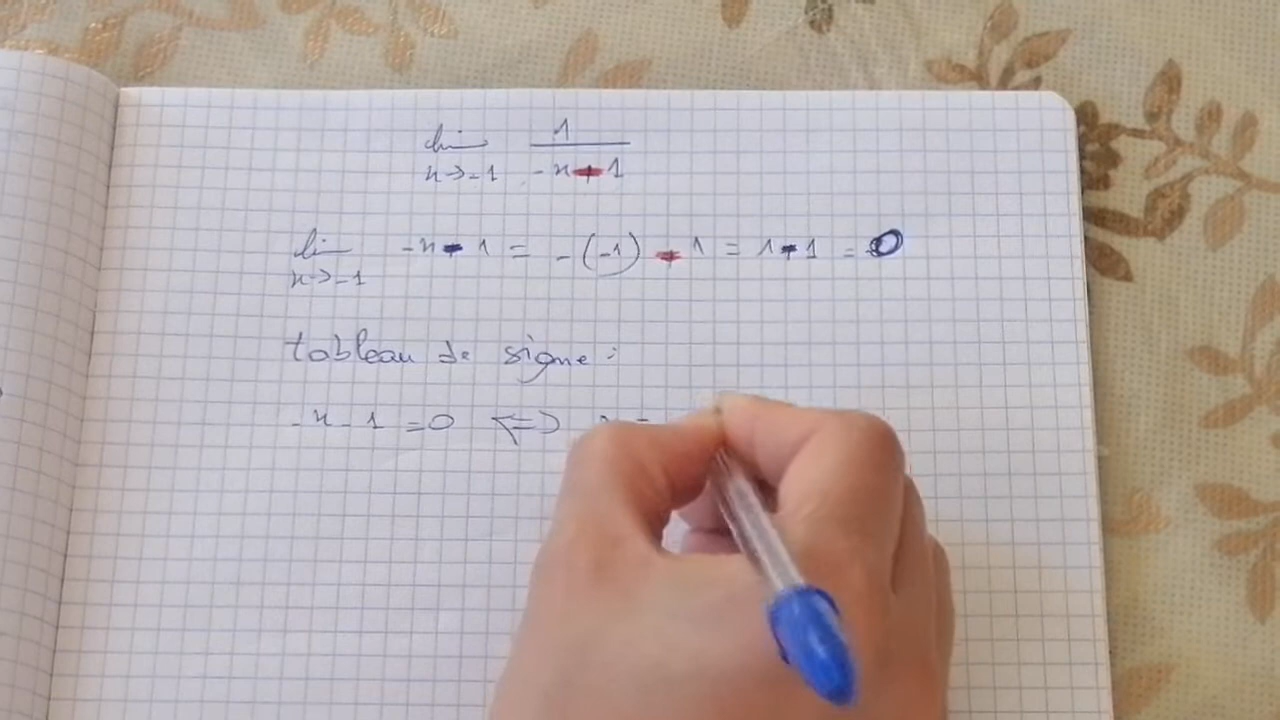 lim 1 / -x-1
x→-1
lim -x-1 = -(-1)-1 = 1-1 = 0
x→-1
tableau de signe :
-x-1 = 0 ⇔ x =